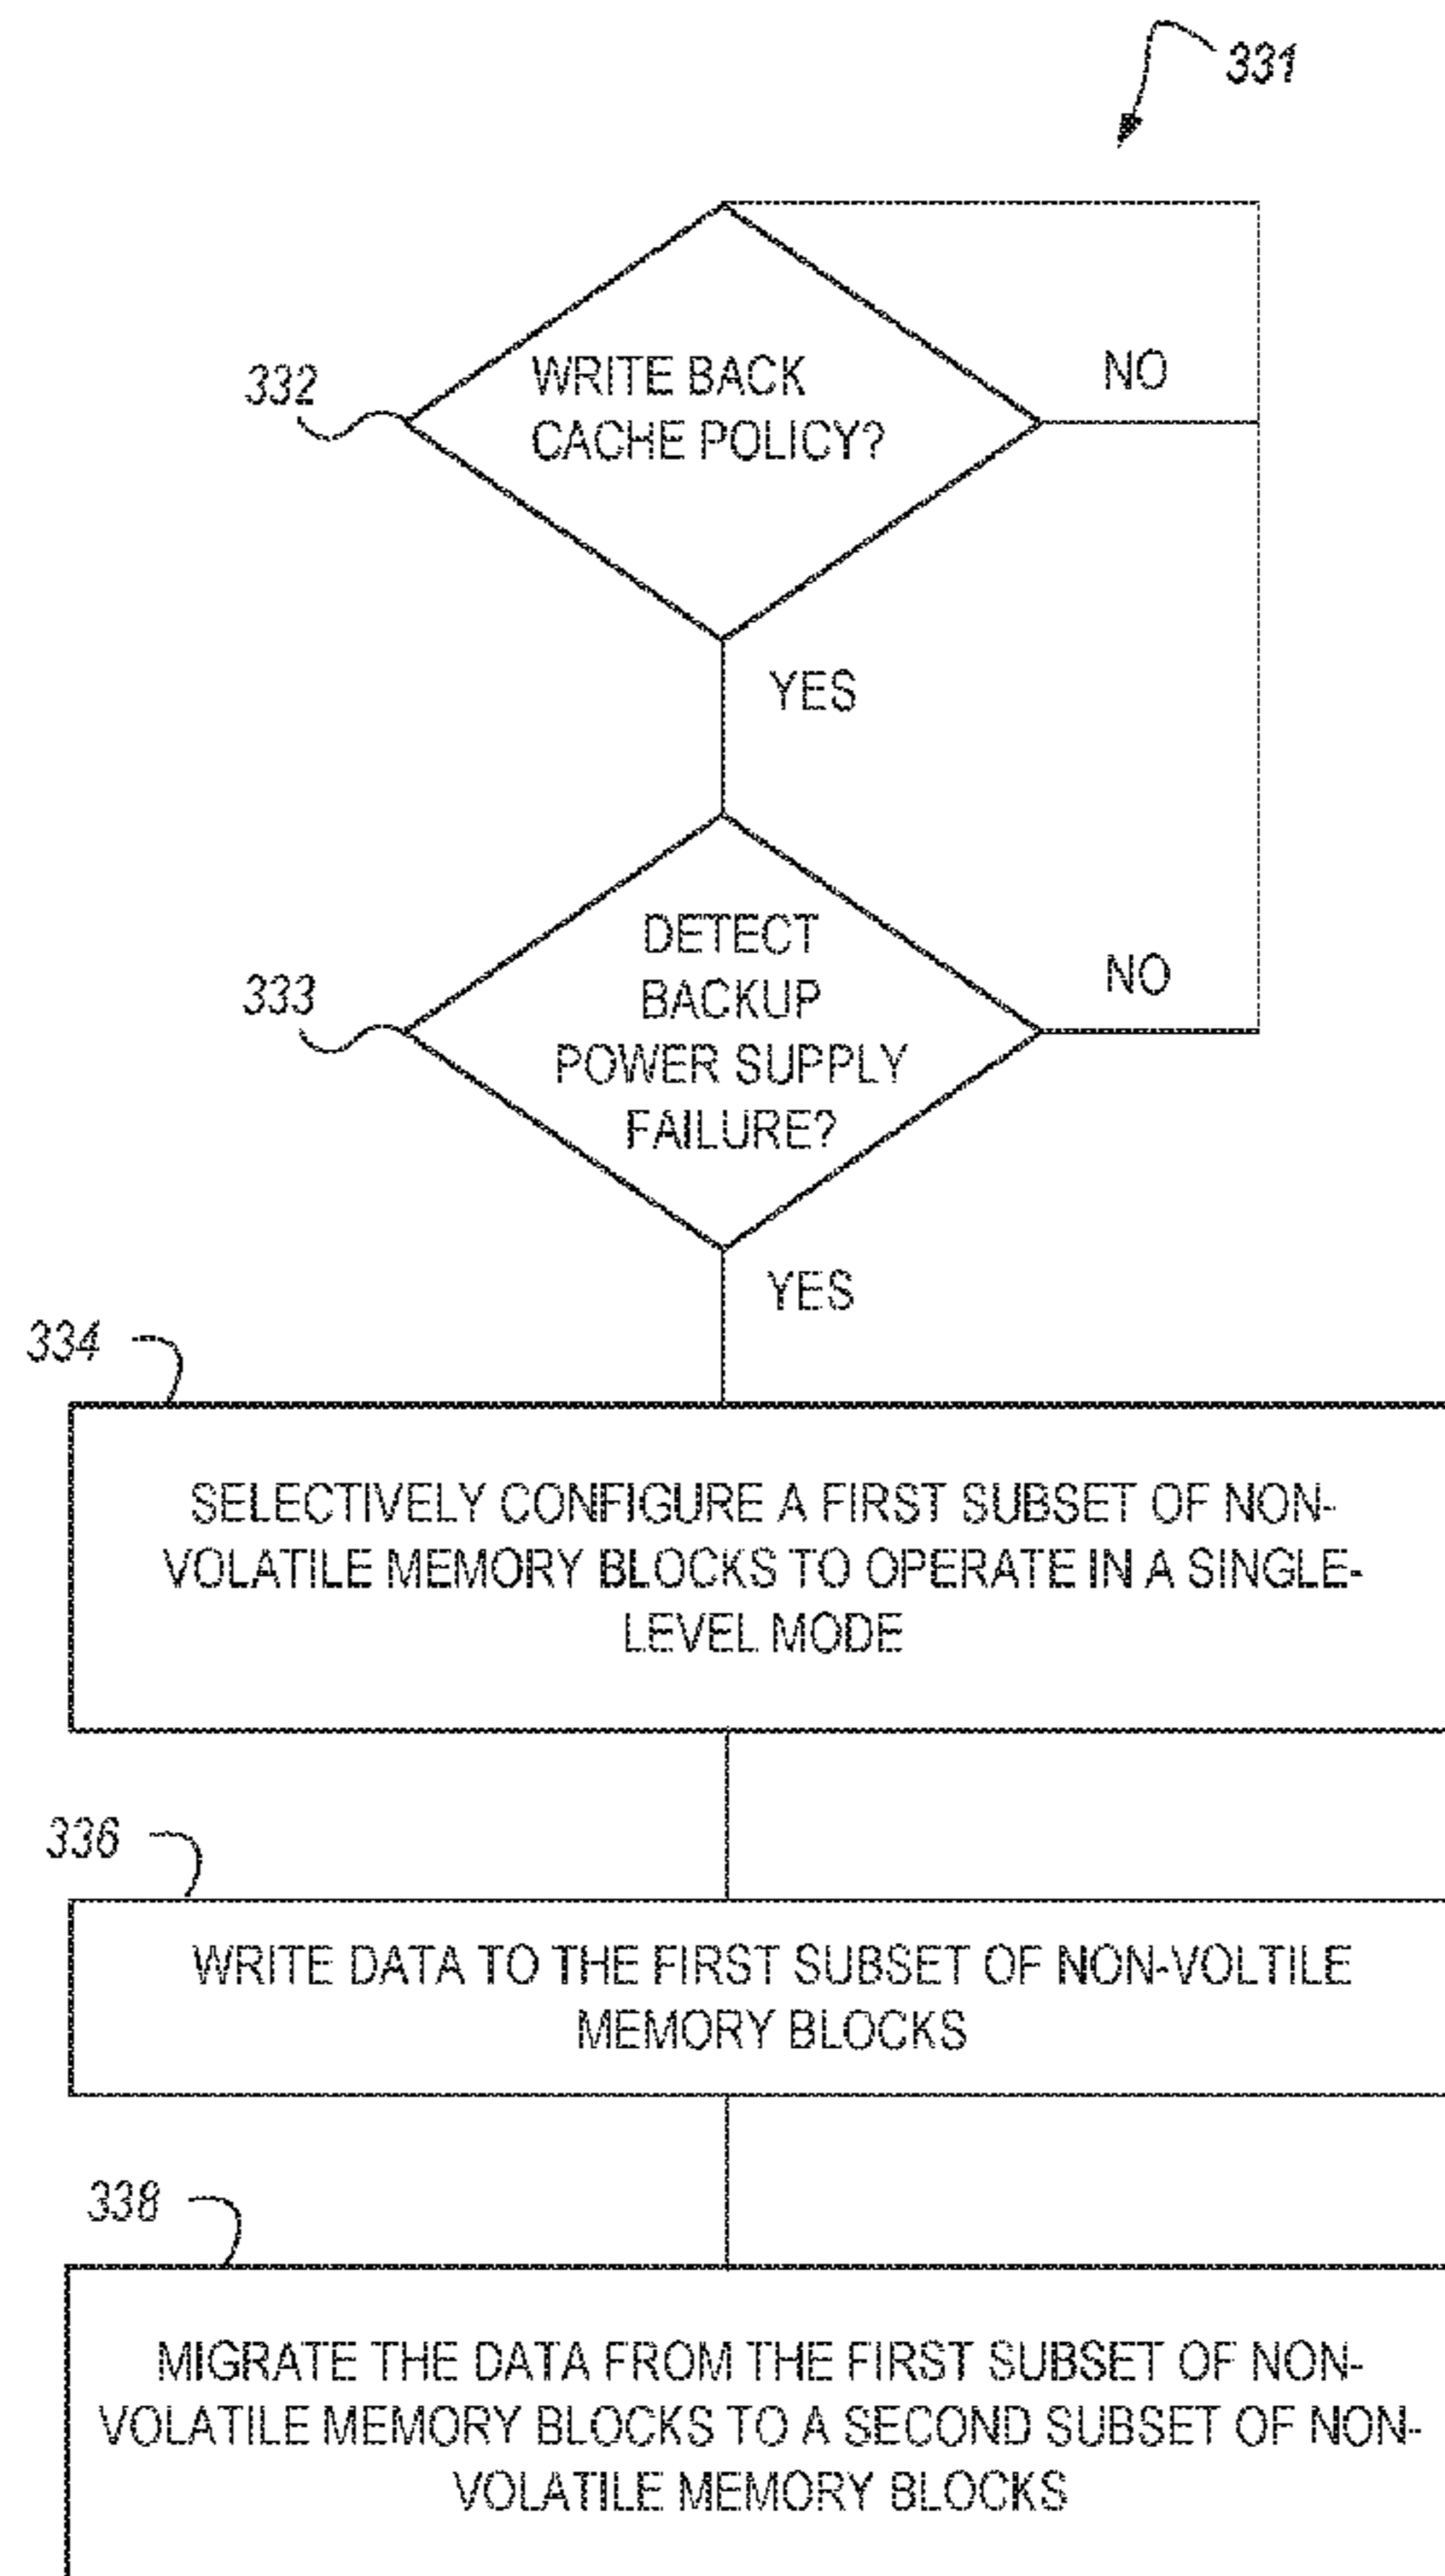 331
332
WRITE BACK
CACHE POLICY?
NO
YES
333
DETECT
BACKUP
POWER SUPPLY
FAILURE?
NO
YES
334
SELECTIVELY CONFIGURE A FIRST SUBSET OF NON-
VOLATILE MEMORY BLOCKS TO OPERATE IN A SINGLE-
LEVEL MODE
336
WRITE DATA TO THE FIRST SUBSET OF NON-VOLTILE
MEMORY BLOCKS
338
MIGRATE THE DATA FROM THE FIRST SUBSET OF NON-
VOLATILE MEMORY BLOCKS TO A SECOND SUBSET OF NON-
VOLATILE MEMORY BLOCKS